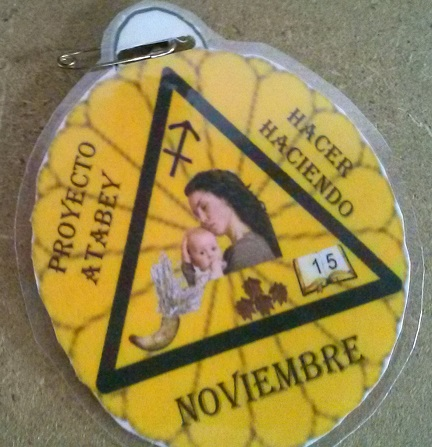 PROYECTO
ATABEY
HACER
HACIENDO
15
NOVIEMBRE